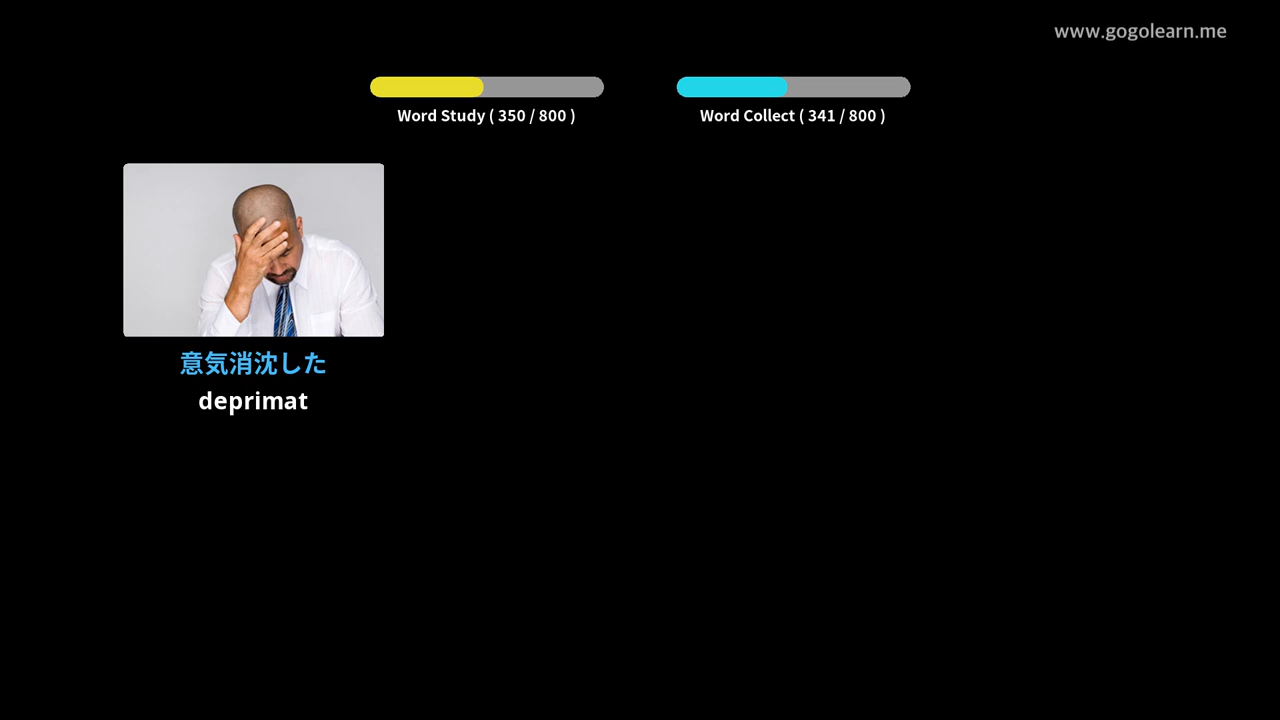 www.gogolearn.me
Word Study ( 350 / 800 )
Word Collect ( 341 / 800 )
意気消沈した
deprimat